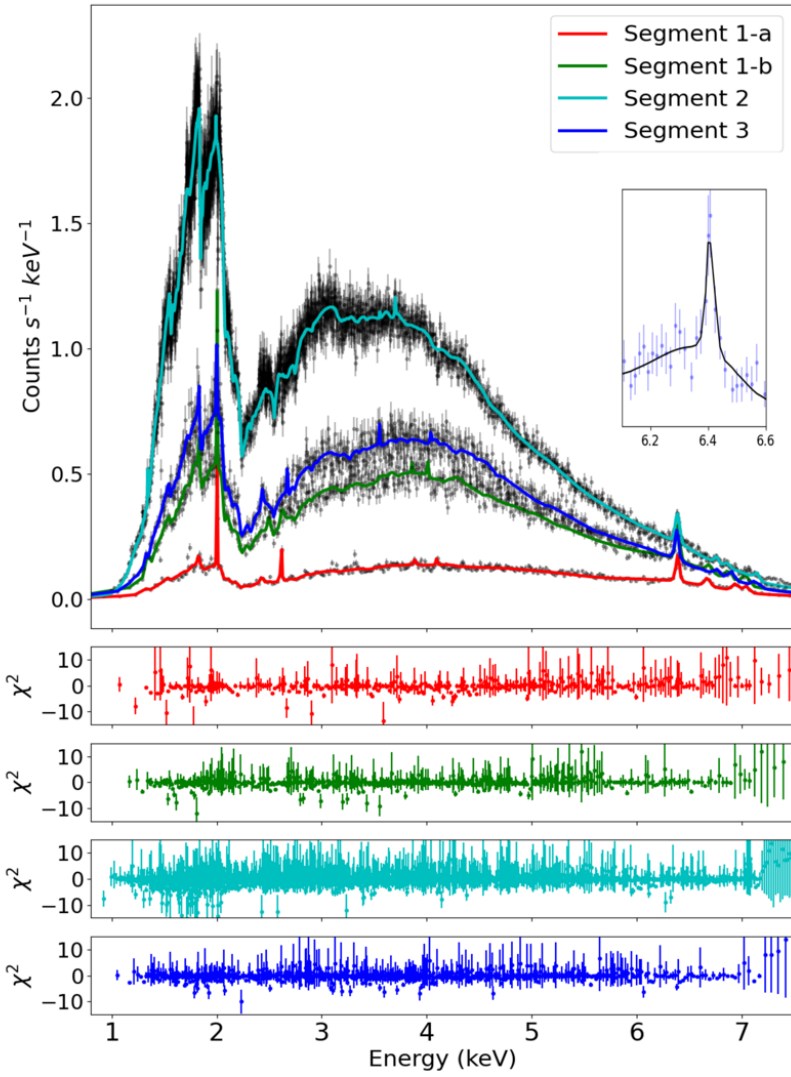 Segment 1-a
Segment 1-b
Segment 2
Segment 3
Counts s⁻¹ keV⁻¹
2.0
1.5
1.0
0.5
0.0
6.2 6.4 6.6
χ²
10
0
−10
χ²
10
0
−10
χ²
10
0
−10
χ²
10
0
−10
1 2 3 4 5 6 7
Energy (keV)